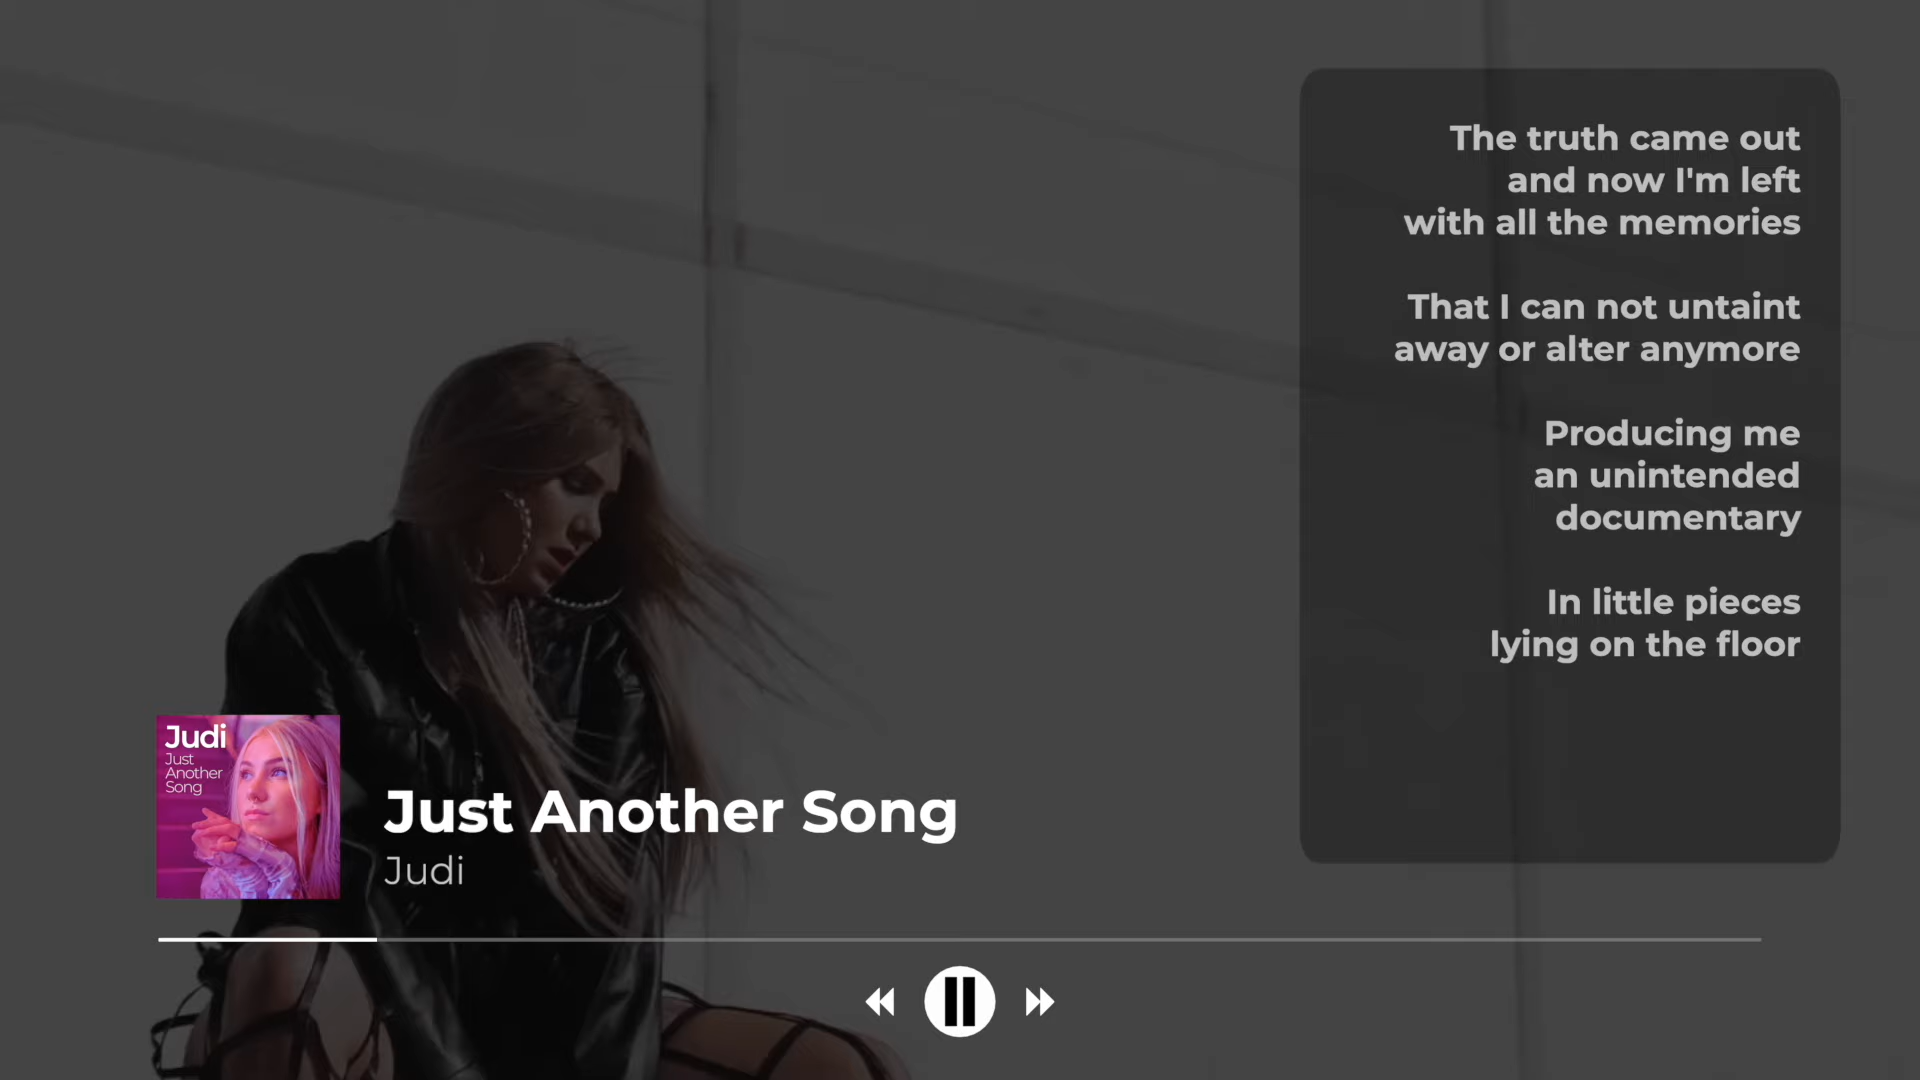 The truth came out
and now I'm left
with all the memories
That I can not untaint
away or alter anymore
Producing me
an unintended
documentary
In little pieces
lying on the floor
Judi
Just
Another
Song
Just Another Song
Judi